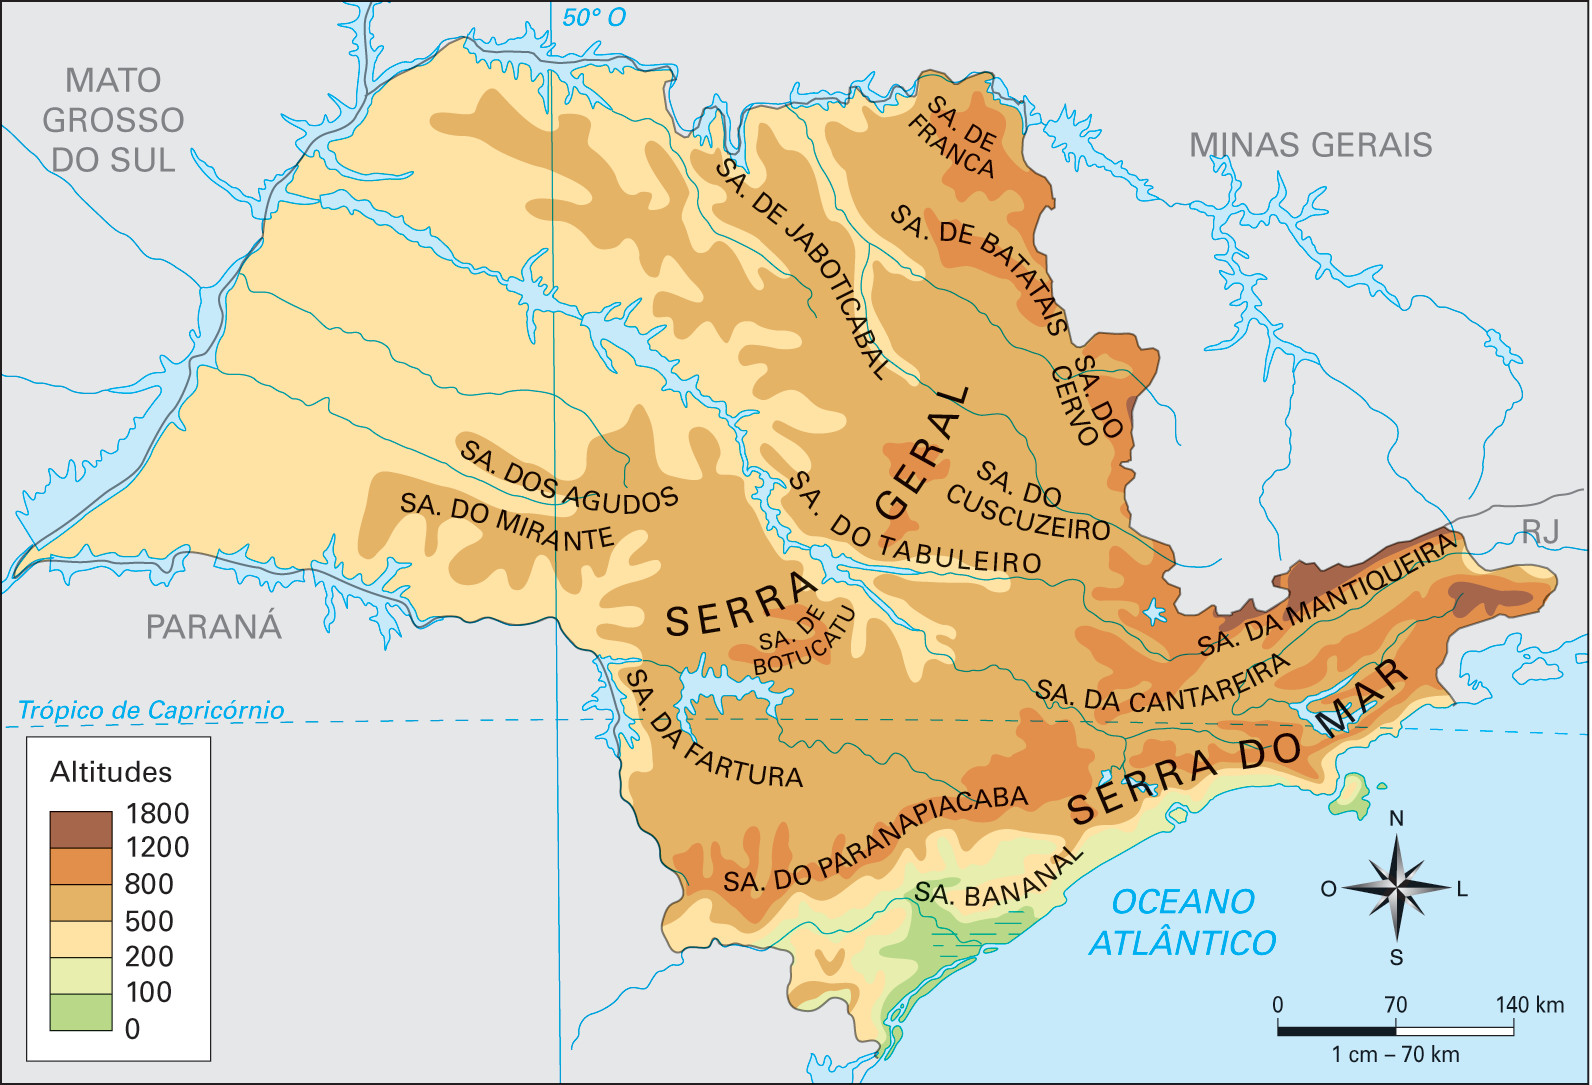 50° O
MATO
GROSSO
DO SUL
MINAS GERAIS
SA. DE
FRANCA
SA. DE BATATAIS
SA. DE JABOTICABAL
SA. DO
CERVO
SERRA GERAL
SA. DOS AGUDOS
SA. DO MIRANTE
SA. DO
CUSCUZEIRO
SA. DO TABULEIRO
RJ
PARANÁ
SA. DE
BOTUCATU
SA. DA MANTIQUEIRA
SA. DA CANTAREIRA
SA. DA FARTURA
SERRA DO MAR
Trópico de Capricórnio
SA. DO PARANAPIACABA
SA. BANANAL
OCEANO
ATLÂNTICO
Altitudes
1800
1200
800
500
200
100
0
N
O L
S
0 70 140 km
1 cm – 70 km